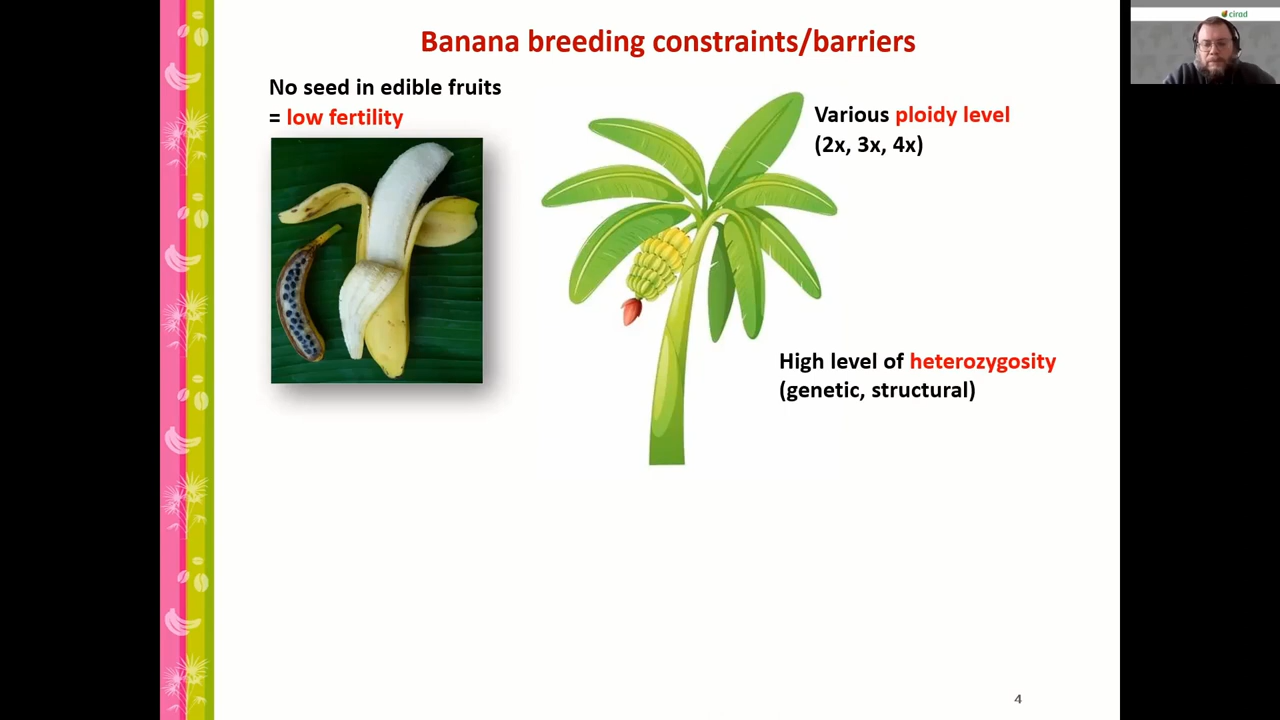 cirad
Banana breeding constraints/barriers
No seed in edible fruits
= low fertility
Various ploidy level
(2x, 3x, 4x)
High level of heterozygosity
(genetic, structural)
4